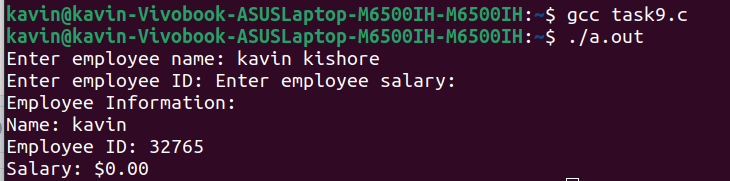 kavin@kavin-Vivobook-ASUSLaptop-M6500IH-M6500IH:~$ gcc task9.c
kavin@kavin-Vivobook-ASUSLaptop-M6500IH-M6500IH:~$ ./a.out
Enter employee name: kavin kishore
Enter employee ID: Enter employee salary:
Employee Information:
Name: kavin
Employee ID: 32765
Salary: $0.00